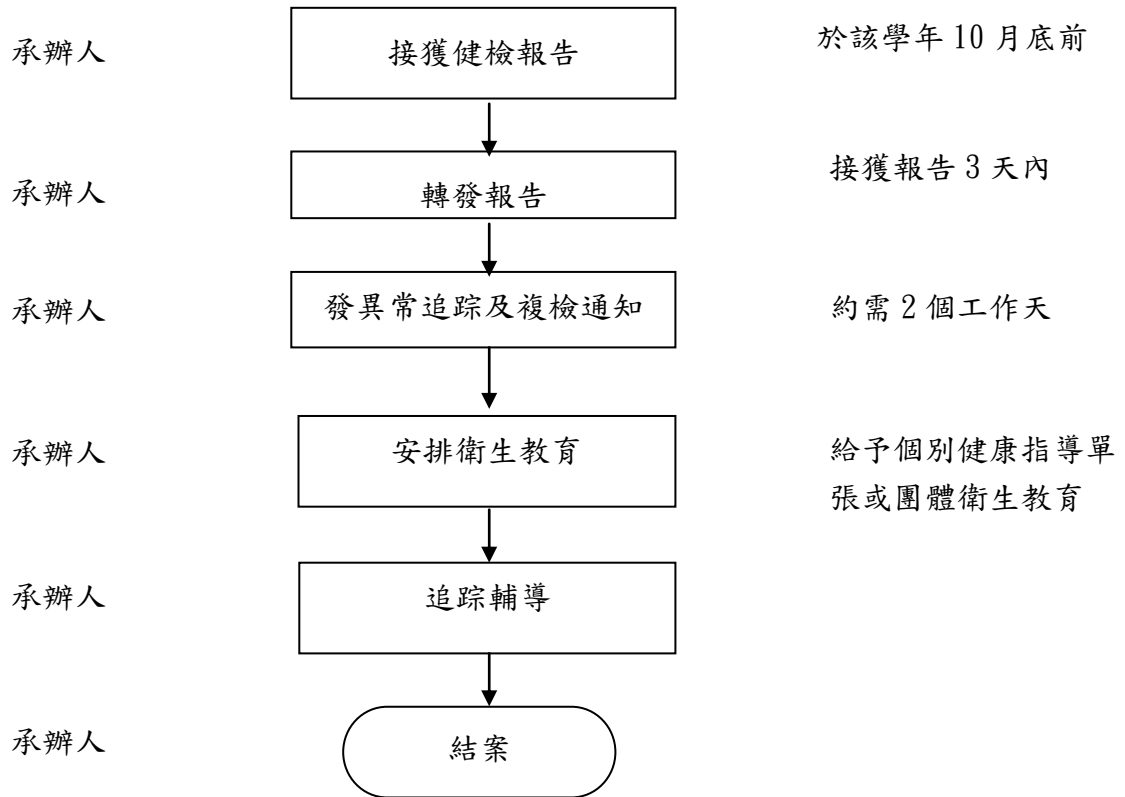 承辦人
接獲健檢報告
於該學年 10 月底前
承辦人
轉發報告
接獲報告 3 天內
承辦人
發異常追踪及複檢通知
約需 2 個工作天
承辦人
安排衛生教育
給予個別健康指導單
張或團體衛生教育
承辦人
追踪輔導
承辦人
結案